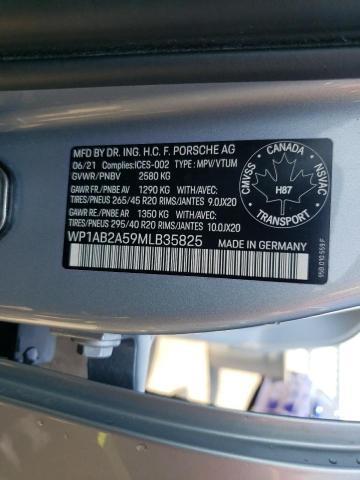 MFD. BY DR. ING. H.C. F. PORSCHE AG
06/21 Complies:ICES-002 TYPE: MPV/VTUM
GVWR/PNBV 2580 KG
GAWR FR./PNBE AV 1290 KG WITH/AVEC:
TIRES/PNEUS 265/45 R20 RIMS/JANTES 9.0JX20
GAWR RE./PNBE AR 1350 KG WITH/AVEC:
TIRES/PNEUS 295/40 R20 RIMS/JANTES 10.0JX20
WP1AB2A59MLB35825 MADE IN GERMANY
CANADA
CMVSS
NSVAC
H87
TRANSPORT
95B.010.559.F